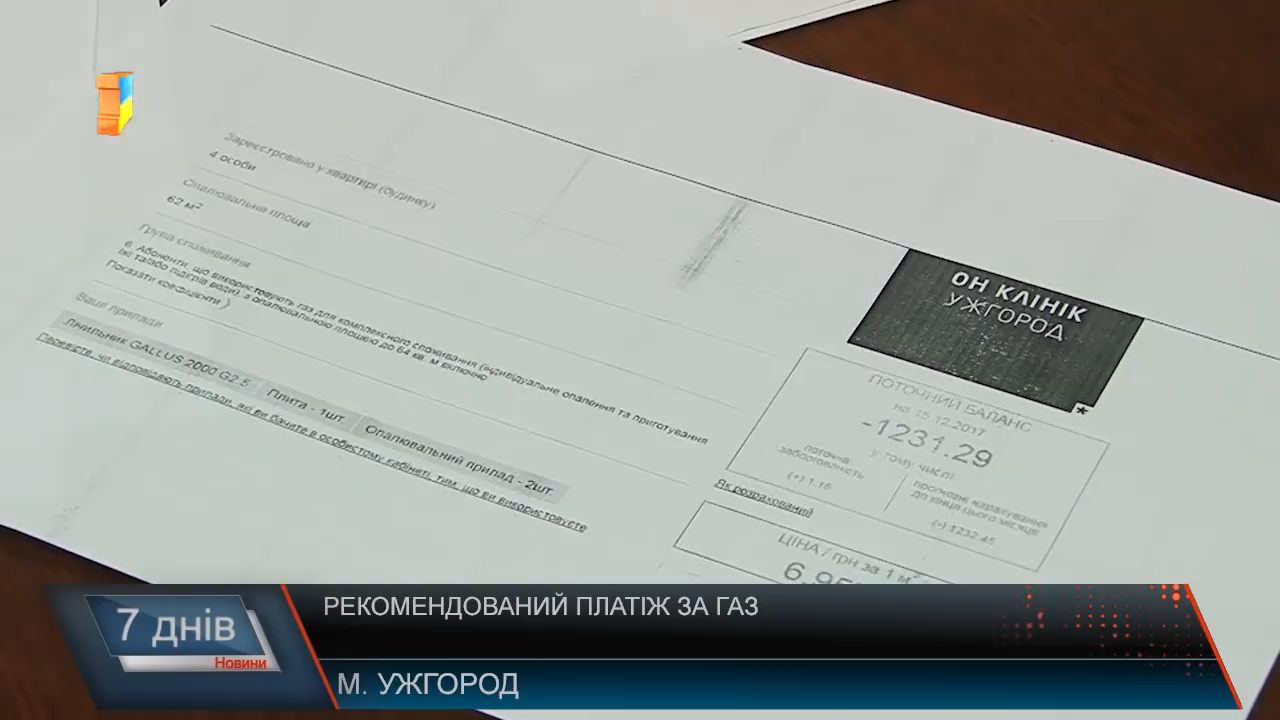 Зареєстровано у квартирі (будинку)
4 особи
Опалювальна площа
62 м²
Група споживання
6. Абоненти, що використовують газ для комплексного споживання (індивідуальне опалення та приготування
їжі та/або підігрів води), з опалювальною площею до 64 кв. м включно
Показати коефіцієнти
Ваші прилади
Лічильник GALLUS 2000 G2.5
Плита - 1шт.
Опалювальний прилад - 2шт.
Перевірте, чи відповідають прилади, які ви бачите в особистому кабінеті, тим, що ви використовуєте
ОН КЛІНІК
УЖГОРОД
*
ПОТОЧНИЙ БАЛАНС
на 15.12.2017
-1231.29
у тому числі
поточна
заборгованість
(+) 1.16
прогнозні нарахування
до кінця цього місяця
(-) 1232.45
Як розрахований
ЦІНА / грн за 1 м³
7 днів
Новини
РЕКОМЕНДОВАНИЙ ПЛАТІЖ ЗА ГАЗ
М. УЖГОРОД